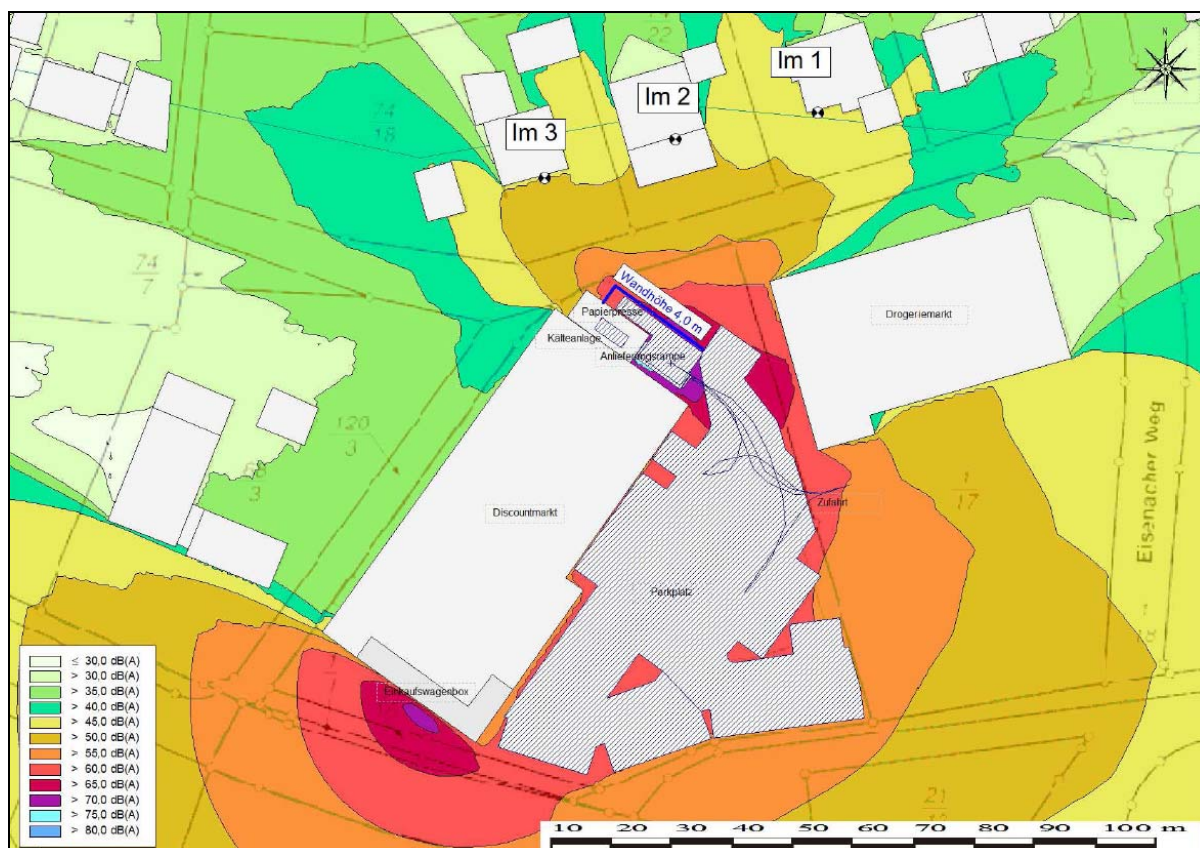 74
22
N
Im 1
Im 2
Im 3
74
18
74
7
Wandhöhe 4,0 m
Papierpresse
Kälteanlage
Anlieferungsrampe
Drogeriemarkt
120
3
3
1
17
Zufahrt
Discountmarkt
Eisenacher Weg
Parkplatz
1
Einkaufswagenbox
≤ 30,0 dB(A)
> 30,0 dB(A)
> 35,0 dB(A)
> 40,0 dB(A)
> 45,0 dB(A)
> 50,0 dB(A)
> 55,0 dB(A)
> 60,0 dB(A)
> 65,0 dB(A)
> 70,0 dB(A)
> 75,0 dB(A)
> 80,0 dB(A)
21
10 20 30 40 50 60 70 80 90 100 m